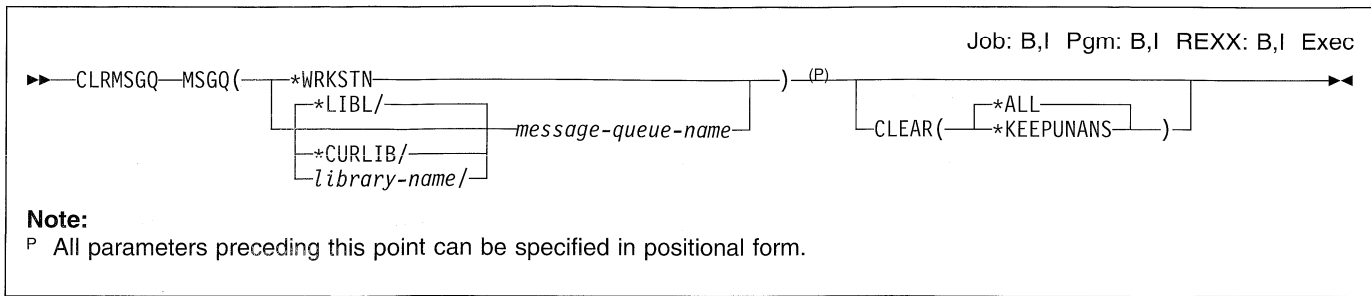 Job: B,I Pgm: B,I REXX: B,I Exec
CLRMSGQ MSGQ( *WRKSTN ) (P) *ALL
*LIBL/ CLEAR( *KEEPUNANS )
message-queue-name
*CURLIB/
library-name/
Note:
P All parameters preceding this point can be specified in positional form.